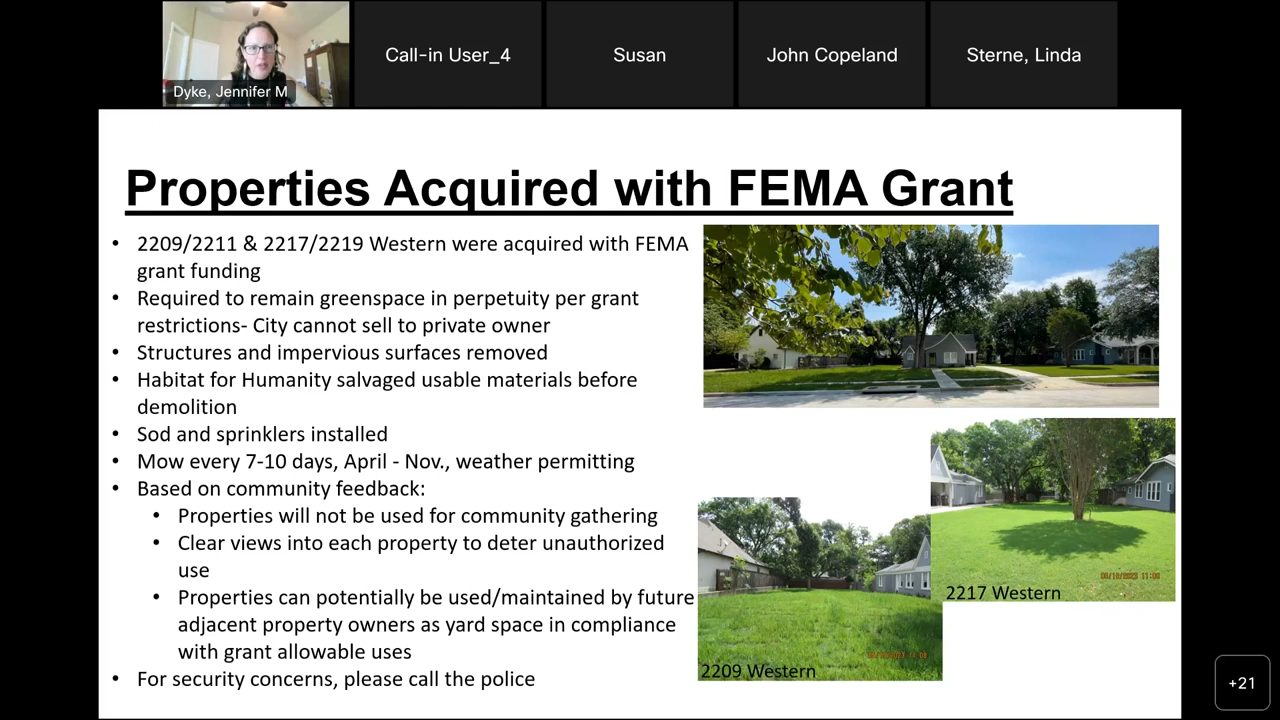 Dyke, Jennifer M
Call-in User_4
Susan
John Copeland
Sterne, Linda
Properties Acquired with FEMA Grant
• 2209/2211 & 2217/2219 Western were acquired with FEMA
grant funding
• Required to remain greenspace in perpetuity per grant
restrictions- City cannot sell to private owner
• Structures and impervious surfaces removed
• Habitat for Humanity salvaged usable materials before
demolition
• Sod and sprinklers installed
• Mow every 7-10 days, April - Nov., weather permitting
• Based on community feedback:
• Properties will not be used for community gathering
• Clear views into each property to deter unauthorized
use
• Properties can potentially be used/maintained by future
adjacent property owners as yard space in compliance
with grant allowable uses
• For security concerns, please call the police
2217 Western
2209 Western
+21